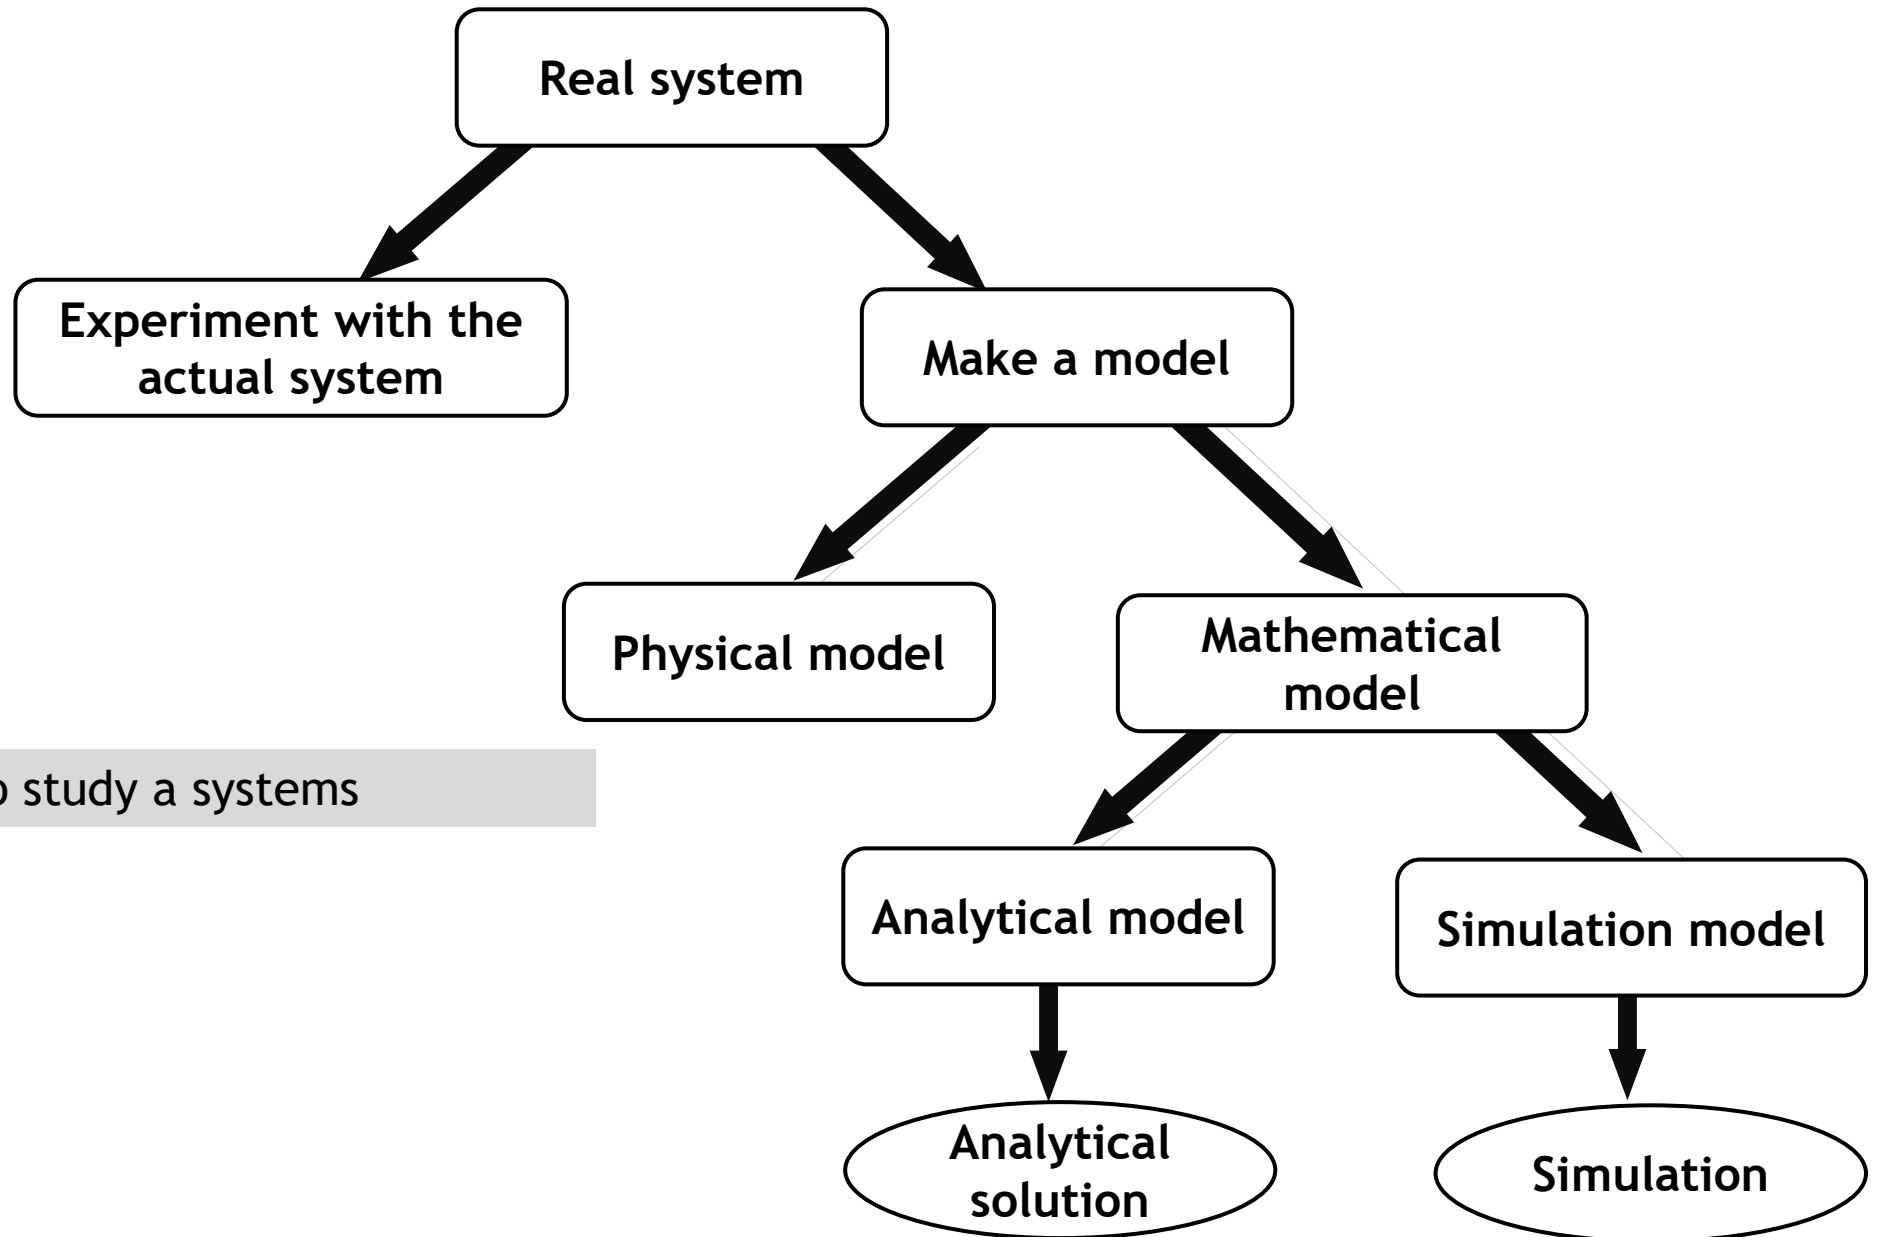 Real system
Experiment with the
actual system
Make a model
Physical model
Mathematical
model
study a systems
Analytical model
Simulation model
Analytical
solution
Simulation